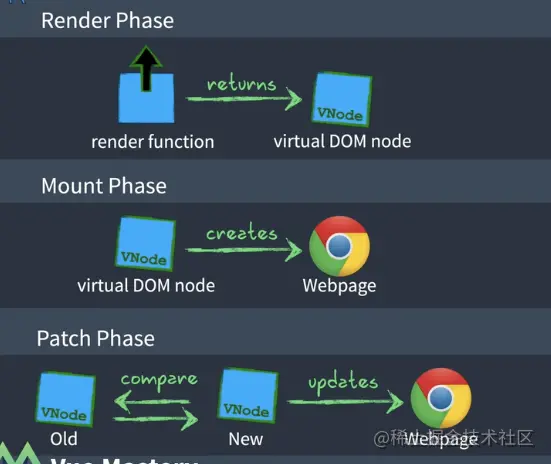 Render Phase
returns
VNode
render function
virtual DOM node
Mount Phase
creates
VNode
virtual DOM node
Webpage
Patch Phase
compare
updates
VNode
VNode
Old
New
Webpage
@稀土掘金技术社区
Vue Mastery